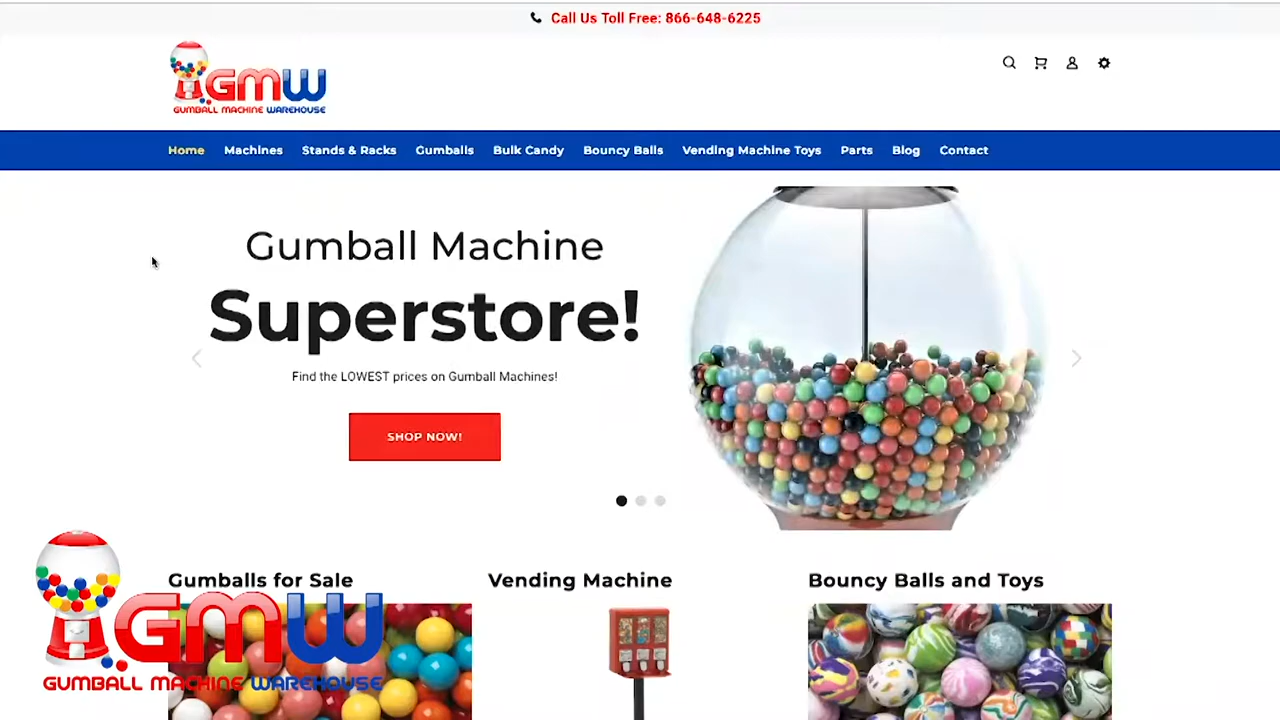 Call Us Toll Free: 866-648-6225
GMW
GUMBALL MACHINE WAREHOUSE
Home Machines Stands & Racks Gumballs Bulk Candy Bouncy Balls Vending Machine Toys Parts Blog Contact
Gumball Machine
Superstore!
Find the LOWEST prices on Gumball Machines!
SHOP NOW!
Gumballs for Sale Vending Machine Bouncy Balls and Toys
GMW
GUMBALL MACHINE WAREHOUSE